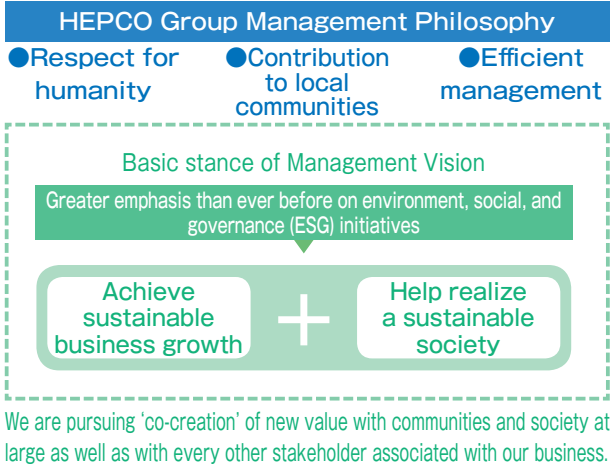 HEPCO Group Management Philosophy
●Respect for humanity
●Contribution to local communities
●Efficient management
Basic stance of Management Vision
Greater emphasis than ever before on environment, social, and
governance (ESG) initiatives
Achieve
sustainable
business growth
+
Help realize
a sustainable
society
We are pursuing ‘co-creation’ of new value with communities and society at
large as well as with every other stakeholder associated with our business.